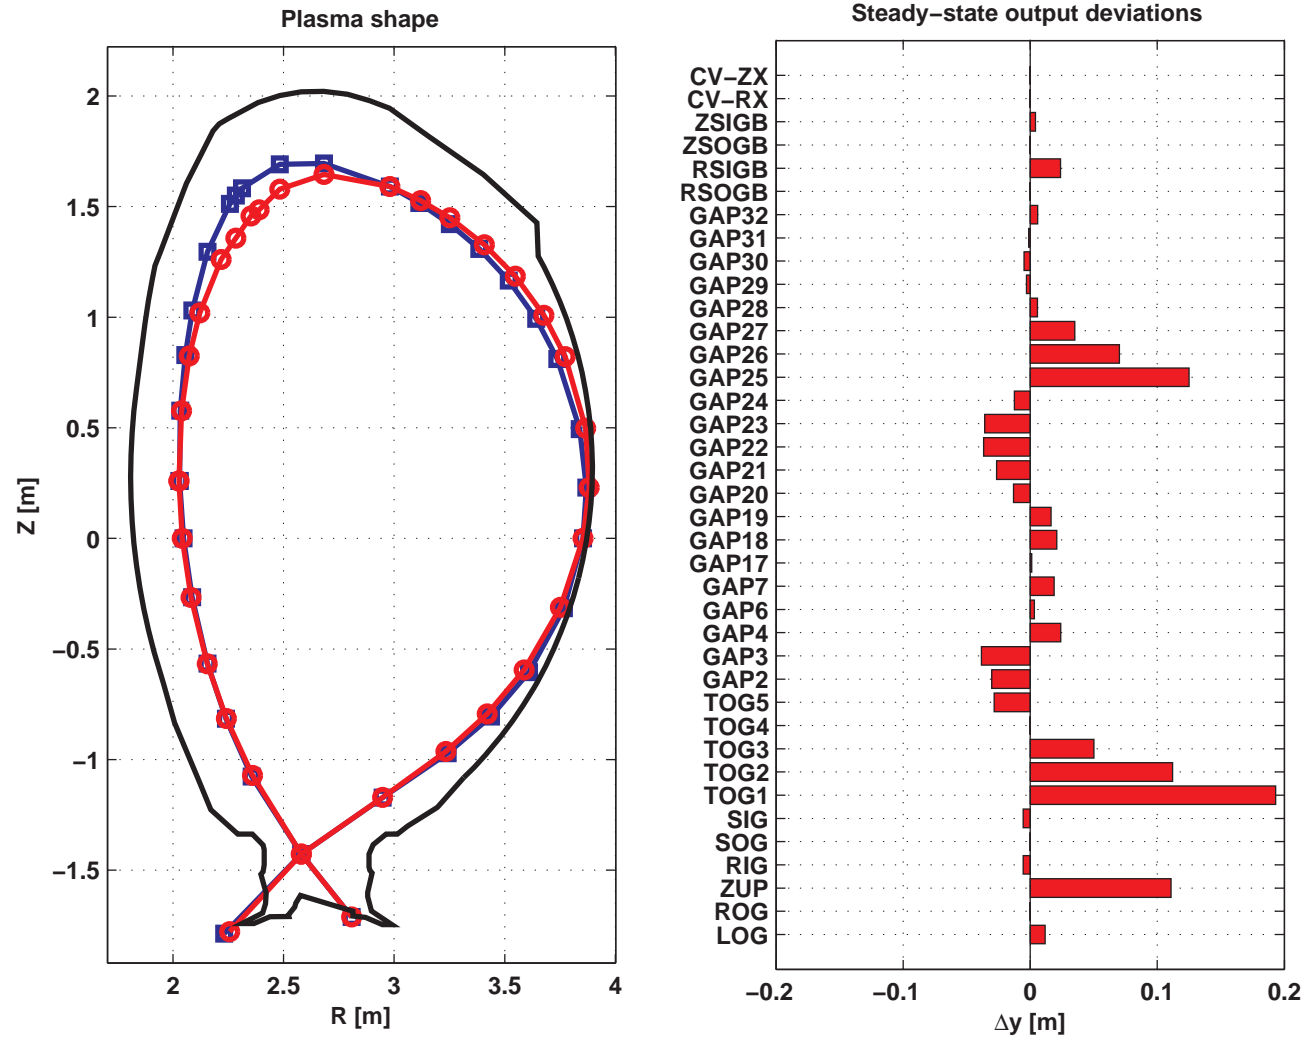 Plasma shape
2
1.5
1
0.5
0
−0.5
−1
−1.5
2
2.5
3
3.5
4
R [m]
Z [m]
Steady−state output deviations
CV−ZX
CV−RX
ZSIGB
ZSOGB
RSIGB
RSOGB
GAP32
GAP31
GAP30
GAP29
GAP28
GAP27
GAP26
GAP25
GAP24
GAP23
GAP22
GAP21
GAP20
GAP19
GAP18
GAP17
GAP7
GAP6
GAP4
GAP3
GAP2
TOG5
TOG4
TOG3
TOG2
TOG1
SIG
SOG
RIG
ZUP
ROG
LOG
−0.2
−0.1
0
0.1
0.2
Δy [m]